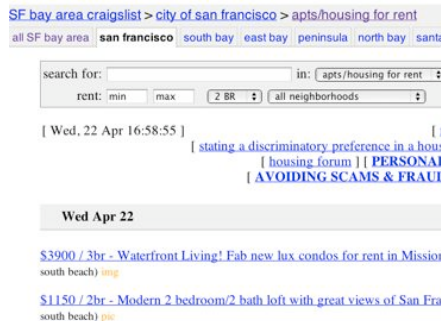 SF bay area craigslist > city of san francisco > apts/housing for rent
all SF bay area san francisco south bay east bay peninsula north bay santa
search for: in: apts/housing for rent
rent: min max 2 BR all neighborhoods
[ Wed, 22 Apr 16:58:55 ] [
[ stating a discriminatory preference in a hous
[ housing forum ] [ PERSONAL
[ AVOIDING SCAMS & FRAUD
Wed Apr 22
$3900 / 3br - Waterfront Living! Fab new lux condos for rent in Mission
south beach) img
$1150 / 2br - Modern 2 bedroom/2 bath loft with great views of San Fra
south beach) pic